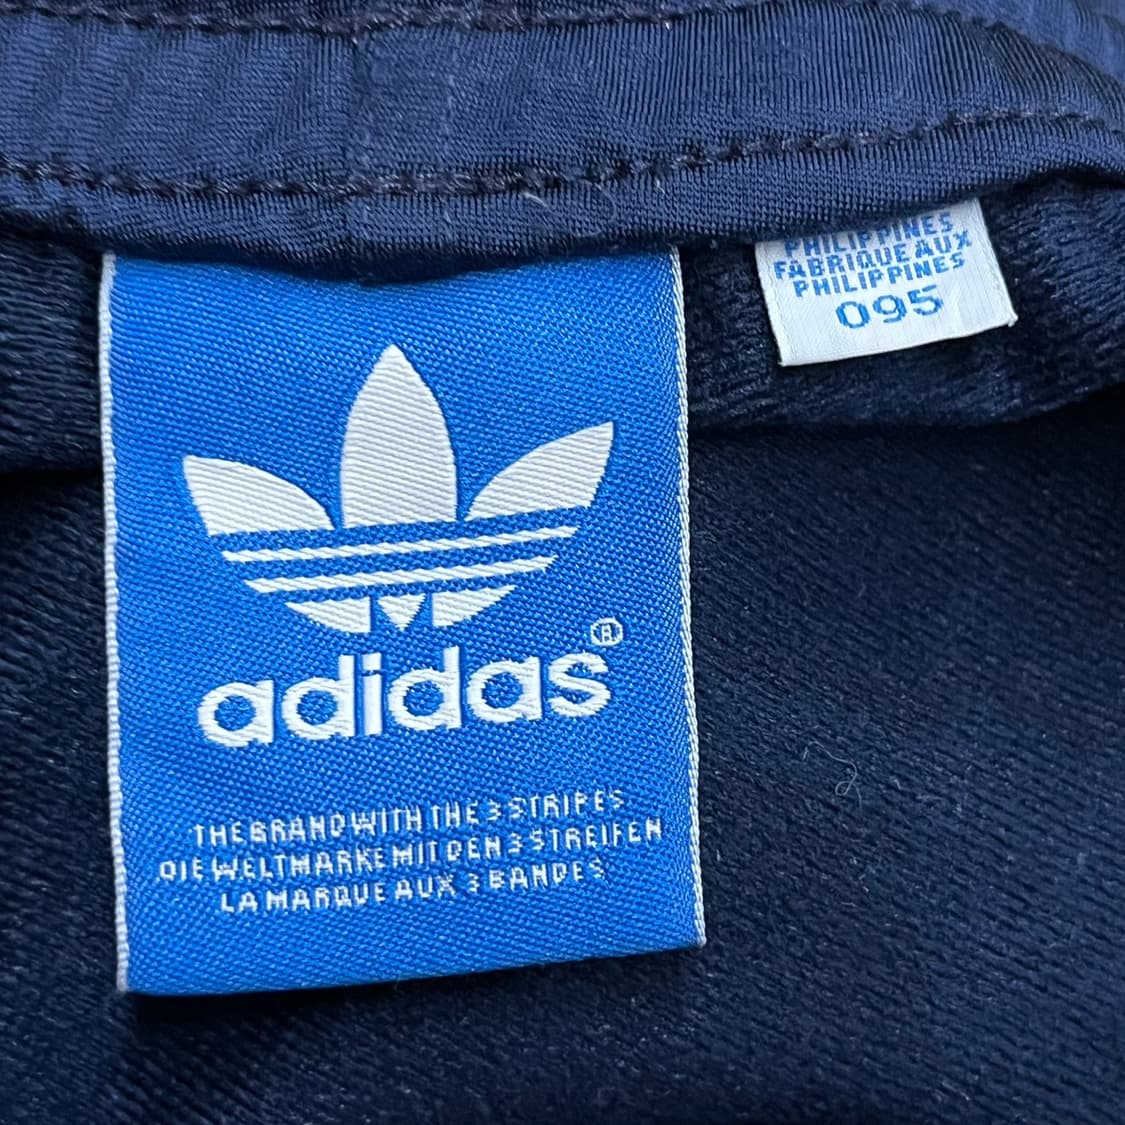 adidas®
THE BRAND WITH THE 3 STRIPES
DIE WELTMARKE MIT DEN 3 STREIFEN
LA MARQUE AUX 3 BANDES
PHILIPPINES
FABRIQUE AUX
PHILIPPINES
095